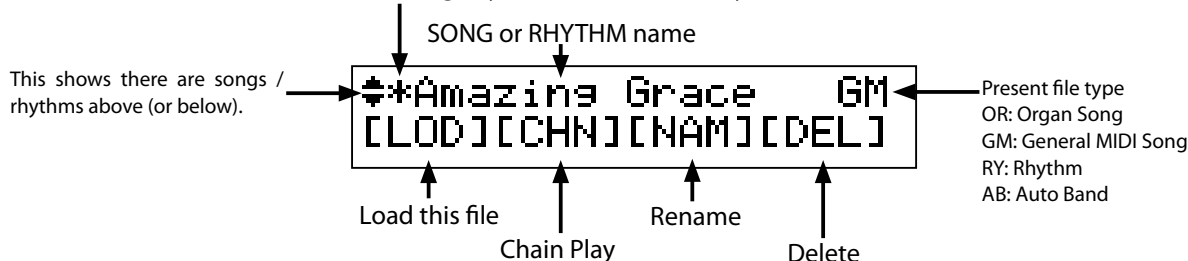 SONG or RHYTHM name
This shows there are songs /
rhythms above (or below).
*Amazing Grace GM
[LOD][CHN][NAM][DEL]
Present file type
OR: Organ Song
GM: General MIDI Song
RY: Rhythm
AB: Auto Band
Load this file
Rename
Chain Play
Delete